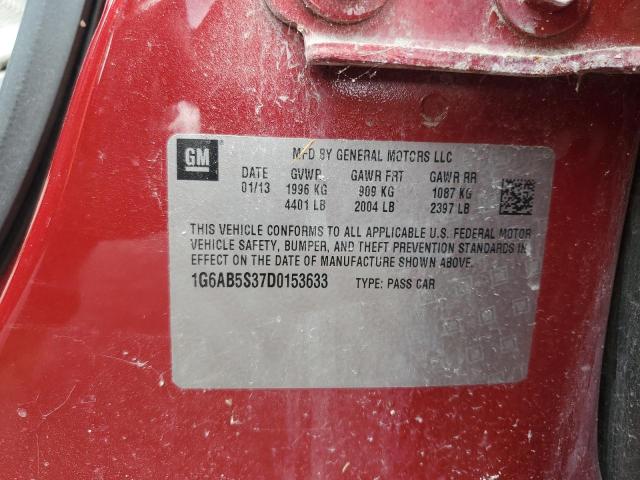 GM MFD BY GENERAL MOTORS LLC
DATE GVWR GAWR FRT GAWR RR
01/13 1996 KG 909 KG 1087 KG
4401 LB 2004 LB 2397 LB
THIS VEHICLE CONFORMS TO ALL APPLICABLE U.S. FEDERAL MOTOR
VEHICLE SAFETY, BUMPER, AND THEFT PREVENTION STANDARDS IN
EFFECT ON THE DATE OF MANUFACTURE SHOWN ABOVE.
1G6AB5S37D0153633 TYPE: PASS CAR